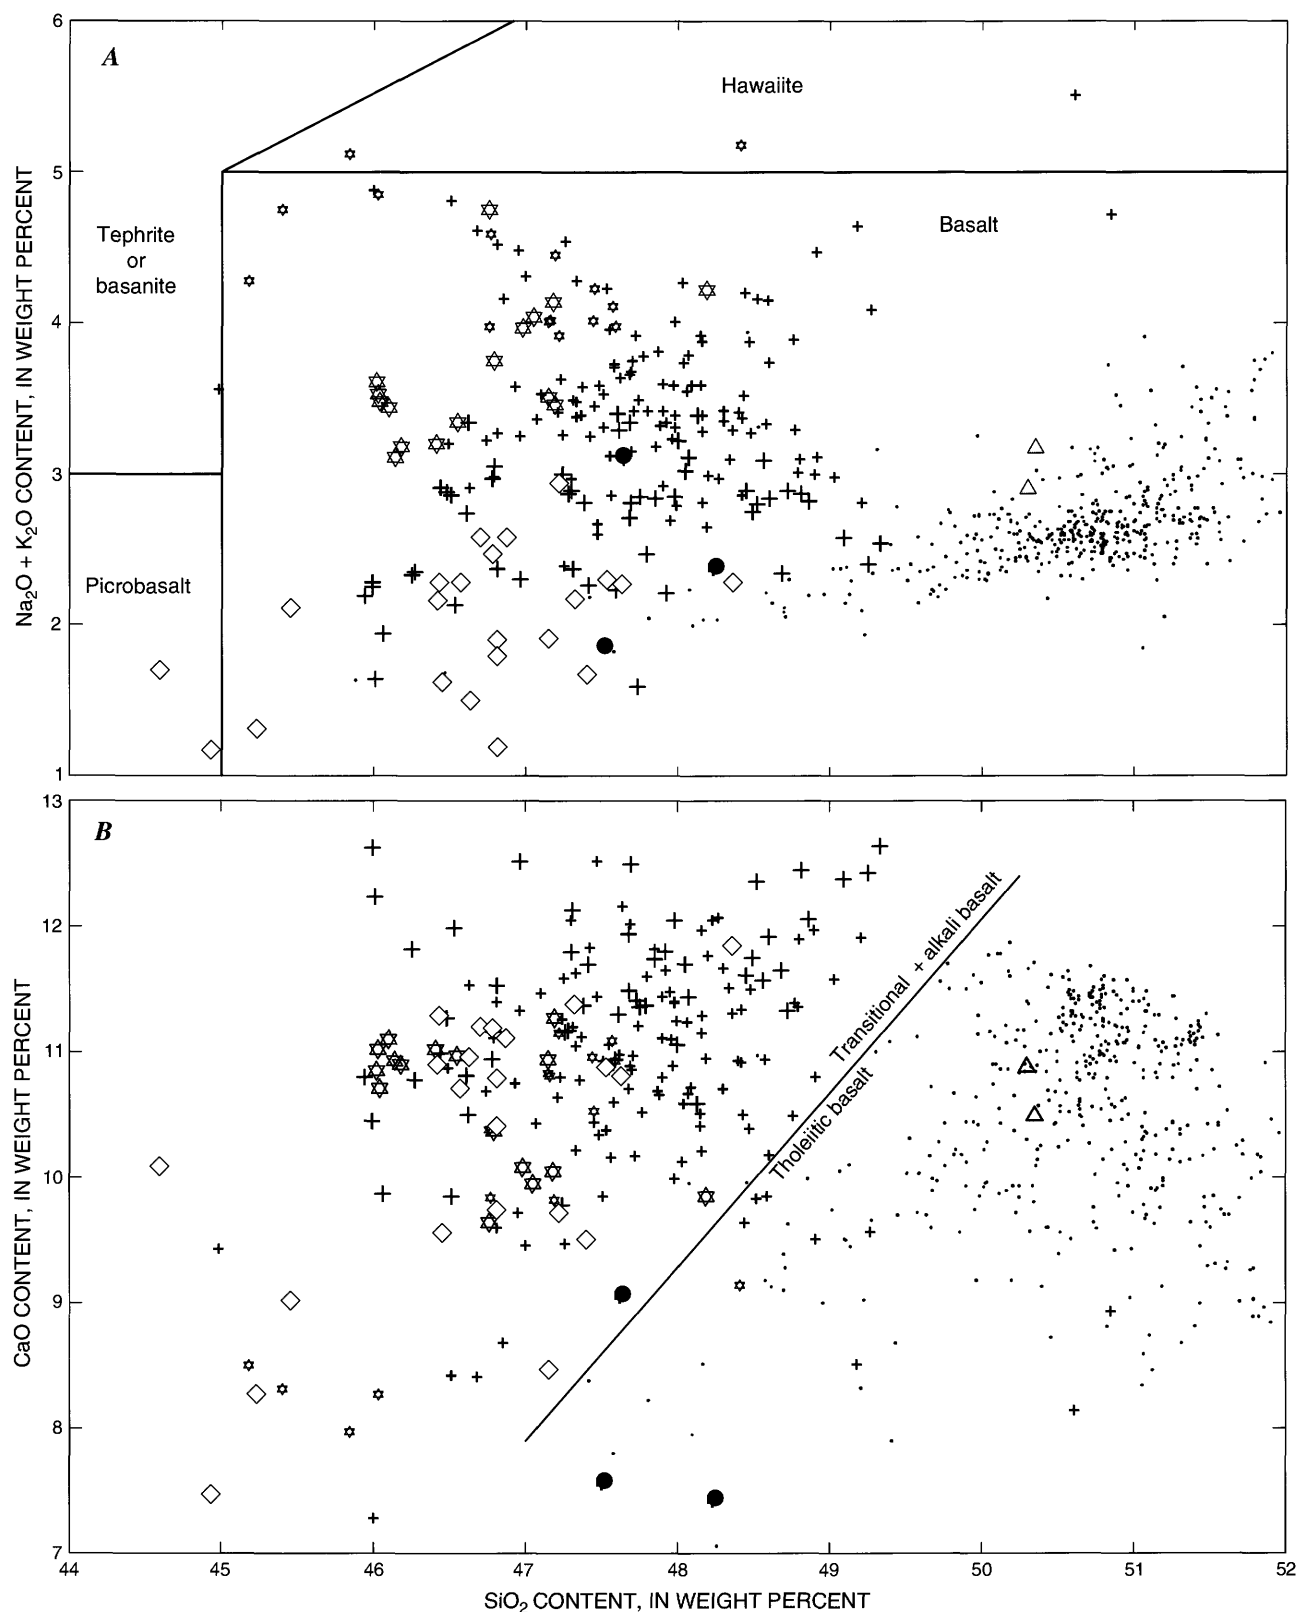 A
6
5
4
3
2
1
Na₂O + K₂O CONTENT, IN WEIGHT PERCENT
Hawaiite
Basalt
Tephrite
or
basanite
Picrobasalt
B
13
12
11
10
9
8
7
CaO CONTENT, IN WEIGHT PERCENT
Transitional + alkali basalt
Tholeiitic basalt
44 45 46 47 48 49 50 51 52
SiO₂ CONTENT, IN WEIGHT PERCENT